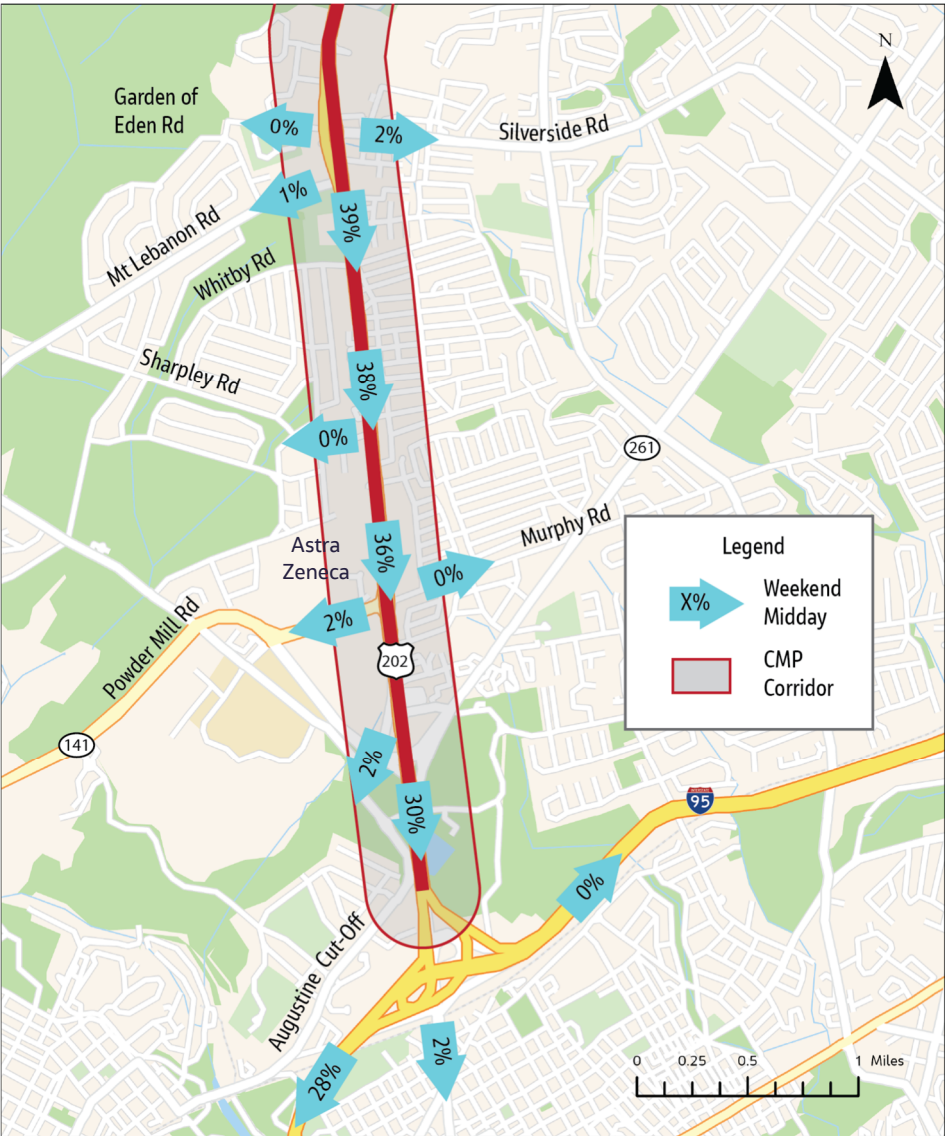 N
Garden of
Eden Rd
0%
2%
Silverside Rd
1%
39%
Mt Lebanon Rd
Whitby Rd
38%
Sharpley Rd
0%
261
Murphy Rd
36%
Astra
Zeneca
0%
Legend
X%
Weekend
Midday
CMP
Corridor
2%
Powder Mill Rd
202
141
2%
30%
95
0%
Augustine Cut-Off
2%
28%
0 0.25 0.5 1 Miles